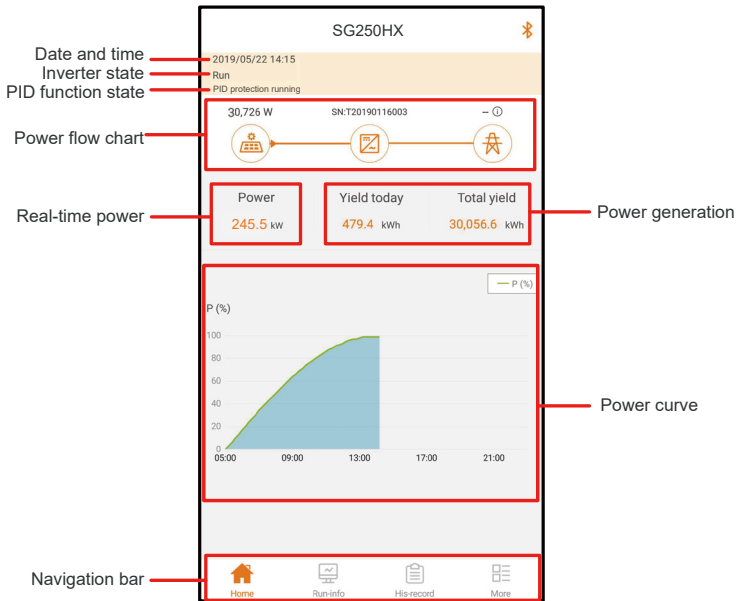 SG250HX
Date and time
2019/05/22 14:15
Inverter state
Run
PID function state
PID protection running
30,726 W
SN:T20190116003
--
Power flow chart
Power
Yield today
Total yield
Real-time power
245.5 kW
479.4 kWh
30,056.6 kWh
Power generation
P (%)
P (%)
100
80
60
40
20
0
Power curve
05:00
09:00
13:00
17:00
21:00
Navigation bar
Home
Run-info
His-record
More